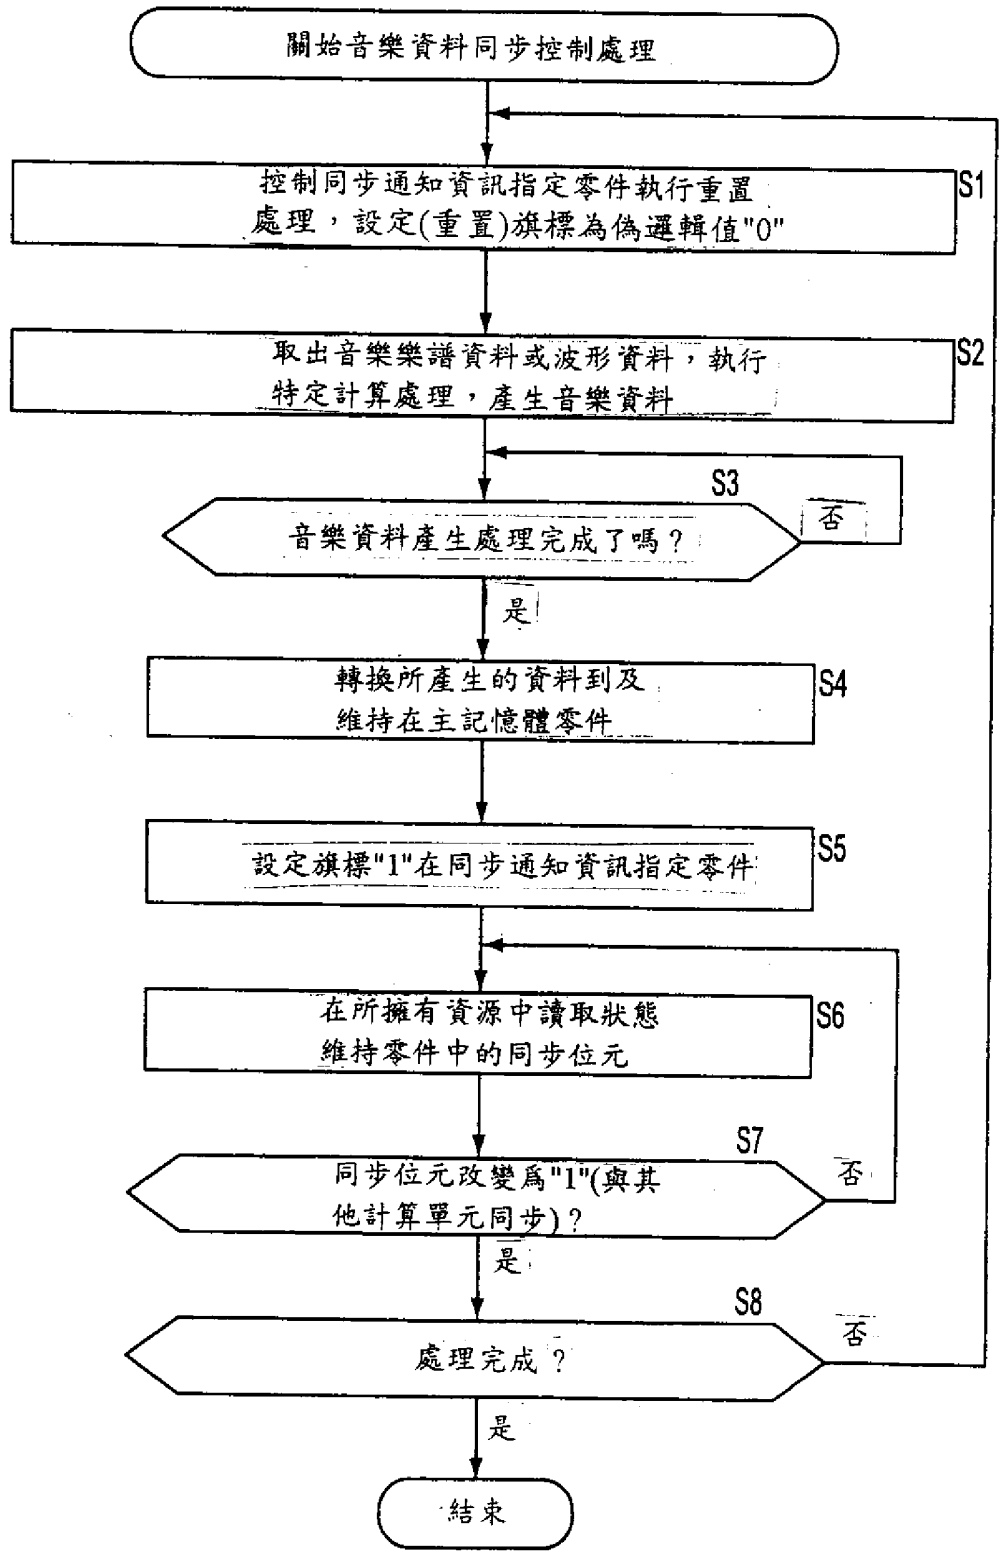 關始音樂資料同步控制處理
控制同步通知資訊指定零件執行重置
處理，設定(重置)旗標為偽邏輯值"0"
S1
取出音樂樂譜資料或波形資料，執行
特定計算處理，產生音樂資料
S2
S3
音樂資料產生處理完成了嗎？
否
是
轉換所產生的資料到及
維持在主記憶體零件
S4
設定旗標"1"在同步通知資訊指定零件
S5
在所擁有資源中讀取狀態
維持零件中的同步位元
S6
S7
同步位元改變爲"1"(與其
他計算單元同步)？
否
是
S8
處理完成？
否
是
結束